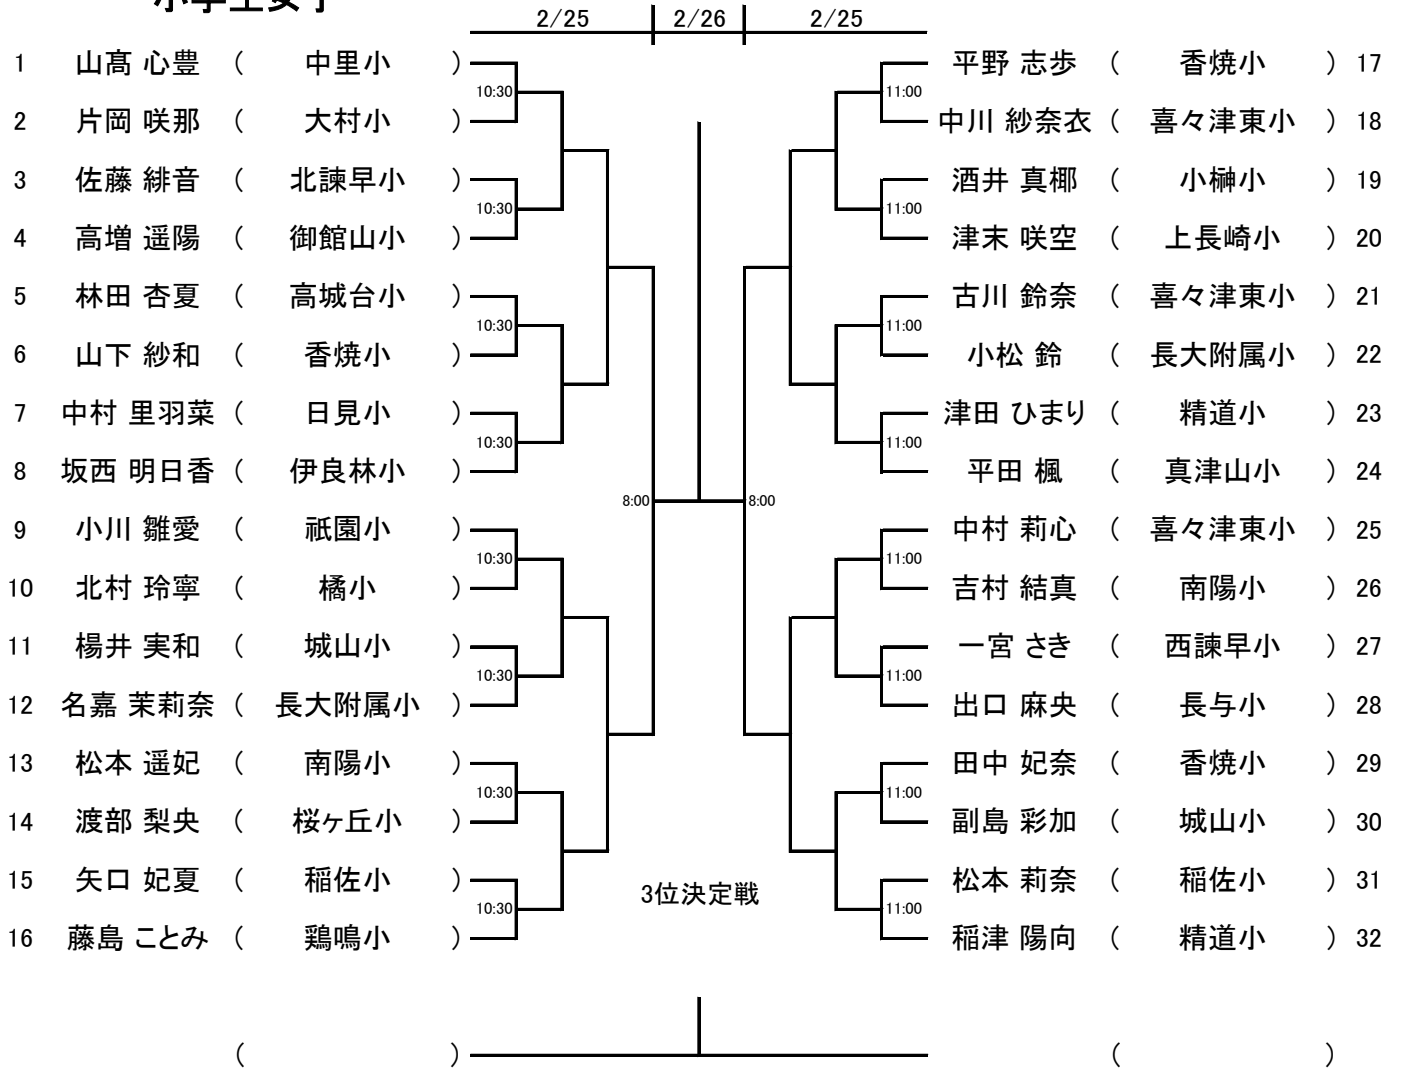 小学生女子
2/25 2/26 2/25
1 山髙 心豊 ( 中里小 )
10:30
2 片岡 咲那 ( 大村小 )
3 佐藤 緋音 ( 北諫早小 )
10:30
4 高増 遥陽 ( 御館山小 )
5 林田 杏夏 ( 高城台小 )
10:30
6 山下 紗和 ( 香焼小 )
7 中村 里羽菜 ( 日見小 )
10:30
8 坂西 明日香 ( 伊良林小 )
8:00
9 小川 雛愛 ( 祇園小 )
10:30
10 北村 玲寧 ( 橘小 )
11 楊井 実和 ( 城山小 )
10:30
12 名嘉 茉莉奈 ( 長大附属小 )
13 松本 遥妃 ( 南陽小 )
10:30
14 渡部 梨央 ( 桜ヶ丘小 )
15 矢口 妃夏 ( 稲佐小 )
10:30
16 藤島 ことみ ( 鶏鳴小 )
平野 志歩 ( 香焼小 ) 17
11:00
中川 紗奈衣 ( 喜々津東小 ) 18
酒井 真椰 ( 小榊小 ) 19
11:00
津末 咲空 ( 上長崎小 ) 20
古川 鈴奈 ( 喜々津東小 ) 21
11:00
小松 鈴 ( 長大附属小 ) 22
津田 ひまり ( 精道小 ) 23
11:00
平田 楓 ( 真津山小 ) 24
8:00
中村 莉心 ( 喜々津東小 ) 25
11:00
吉村 結真 ( 南陽小 ) 26
一宮 さき ( 西諫早小 ) 27
11:00
出口 麻央 ( 長与小 ) 28
田中 妃奈 ( 香焼小 ) 29
11:00
副島 彩加 ( 城山小 ) 30
松本 莉奈 ( 稲佐小 ) 31
11:00
稲津 陽向 ( 精道小 ) 32
3位決定戦
( ) ( )